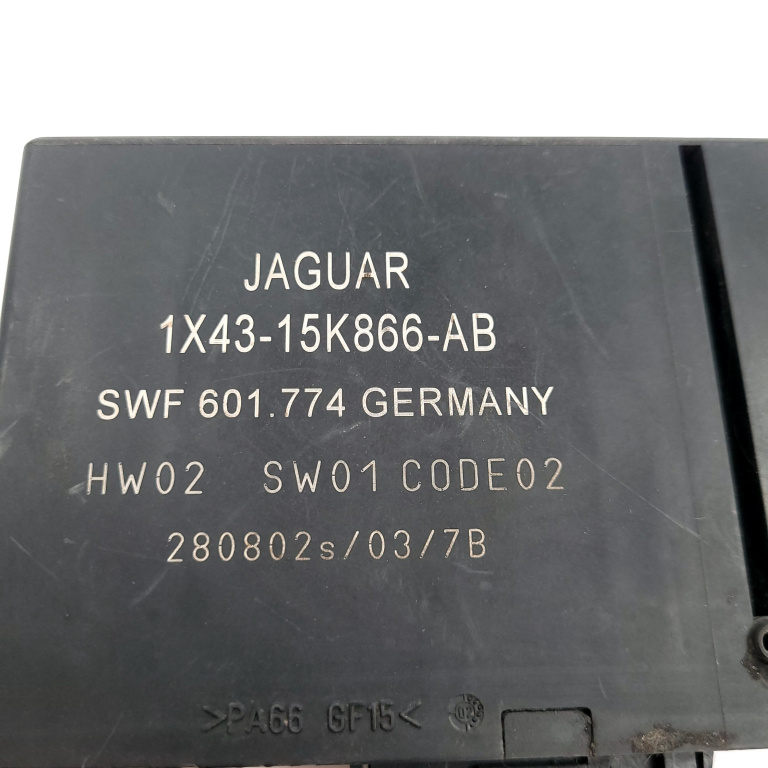 JAGUAR
1X43-15K866-AB
SWF 601.774 GERMANY
HW02 SW01 CODE02
280802s/03/7B
>PA66 GF15<